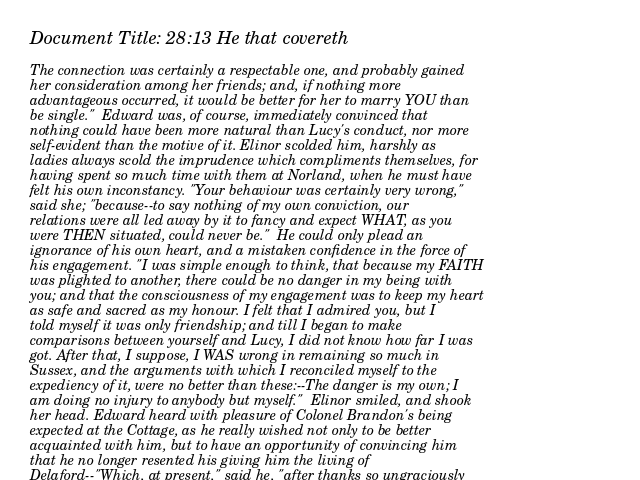 Document Title: 28:13 He that covereth
The connection was certainly a respectable one, and probably gained
her consideration among her friends; and, if nothing more
advantageous occurred, it would be better for her to marry YOU than
be single."  Edward was, of course, immediately convinced that
nothing could have been more natural than Lucy's conduct, nor more
self-evident than the motive of it. Elinor scolded him, harshly as
ladies always scold the imprudence which compliments themselves, for
having spent so much time with them at Norland, when he must have
felt his own inconstancy. "Your behaviour was certainly very wrong,"
said she; "because--to say nothing of my own conviction, our
relations were all led away by it to fancy and expect WHAT, as you
were THEN situated, could never be."  He could only plead an
ignorance of his own heart, and a mistaken confidence in the force of
his engagement. "I was simple enough to think, that because my FAITH
was plighted to another, there could be no danger in my being with
you; and that the consciousness of my engagement was to keep my heart
as safe and sacred as my honour. I felt that I admired you, but I
told myself it was only friendship; and till I began to make
comparisons between yourself and Lucy, I did not know how far I was
got. After that, I suppose, I WAS wrong in remaining so much in
Sussex, and the arguments with which I reconciled myself to the
expediency of it, were no better than these:--The danger is my own; I
am doing no injury to anybody but myself."  Elinor smiled, and shook
her head. Edward heard with pleasure of Colonel Brandon's being
expected at the Cottage, as he really wished not only to be better
acquainted with him, but to have an opportunity of convincing him
that he no longer resented his giving him the living of
Delaford--"Which, at present," said he, "after thanks so ungraciously